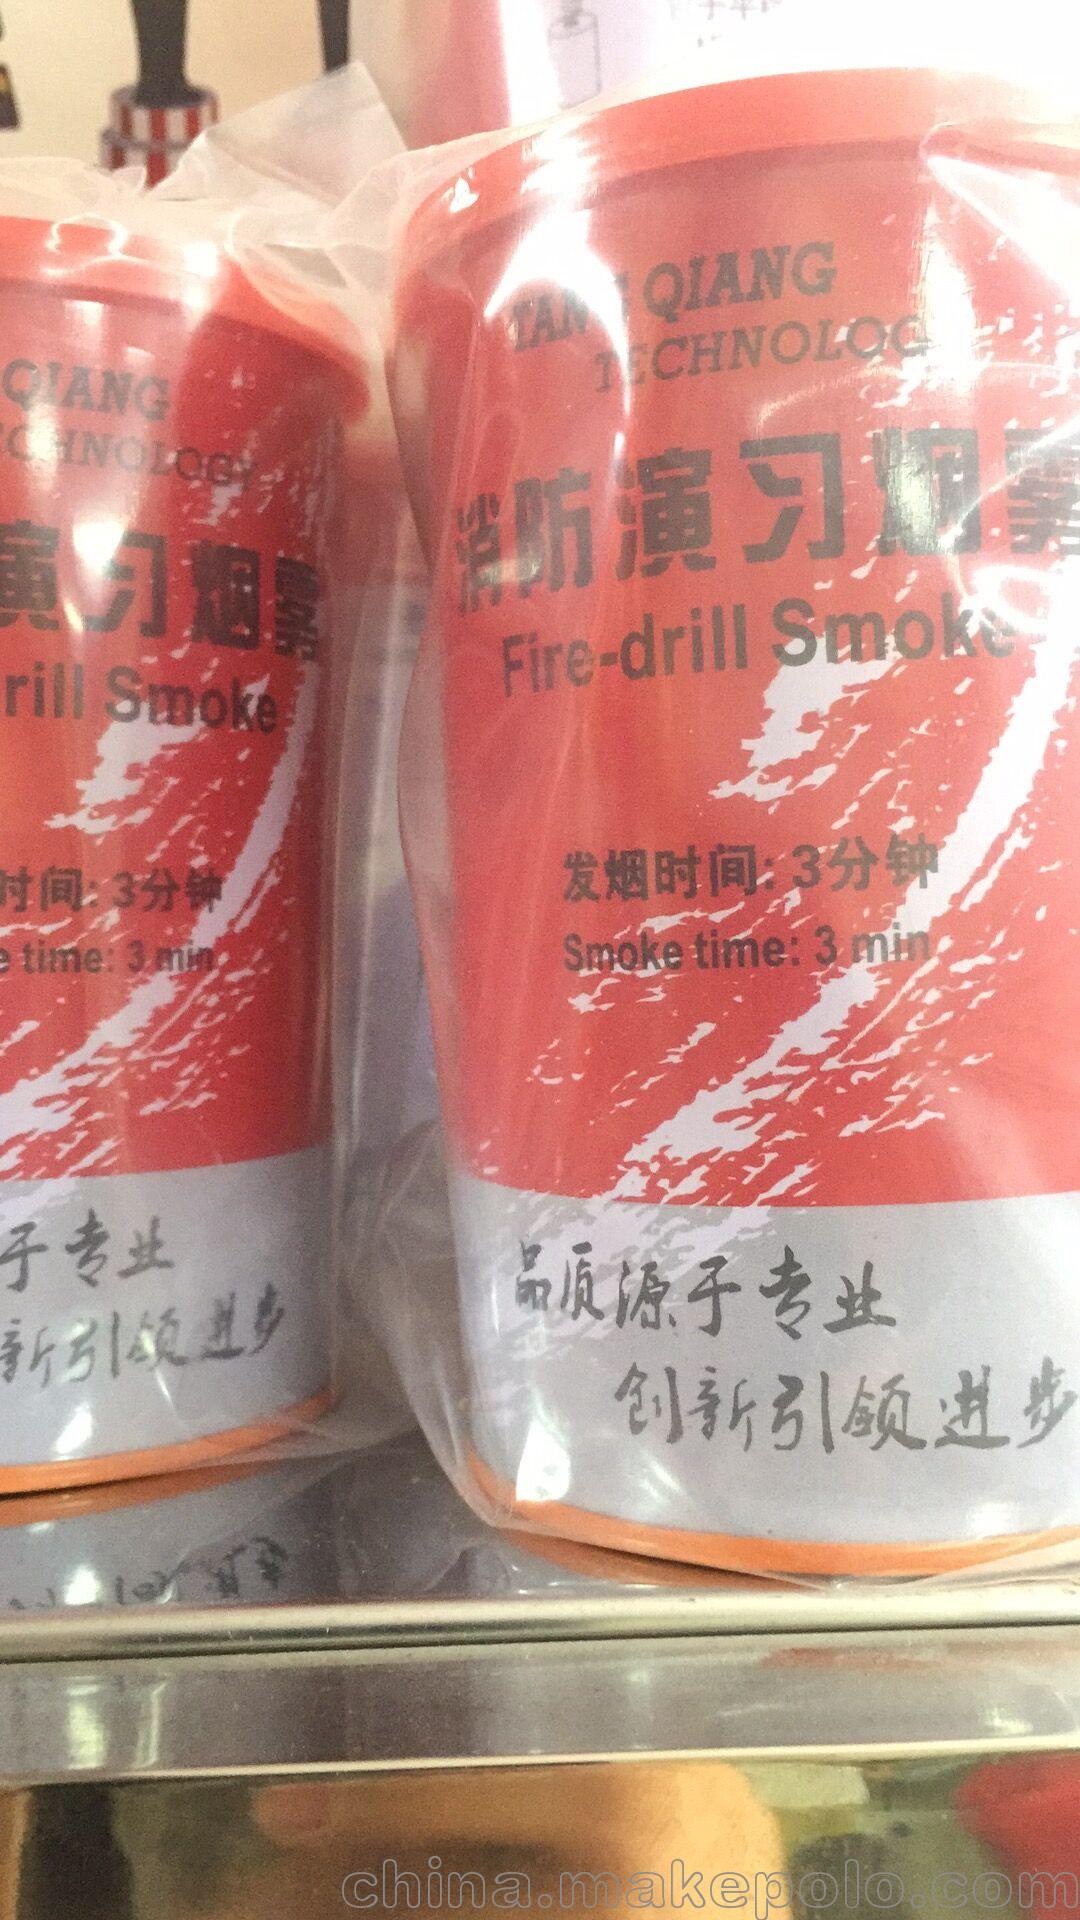 QIANG
TECHNOLOGY
演习烟雾
rill Smoke
时间: 3分钟
e time: 3 min
于专业
新引领进步
QIANG
TECHNOLOGY
消防演习烟雾
Fire-drill Smoke
发烟时间: 3分钟
Smoke time: 3 min
品质源于专业
创新引领进步
china.makepolo.com